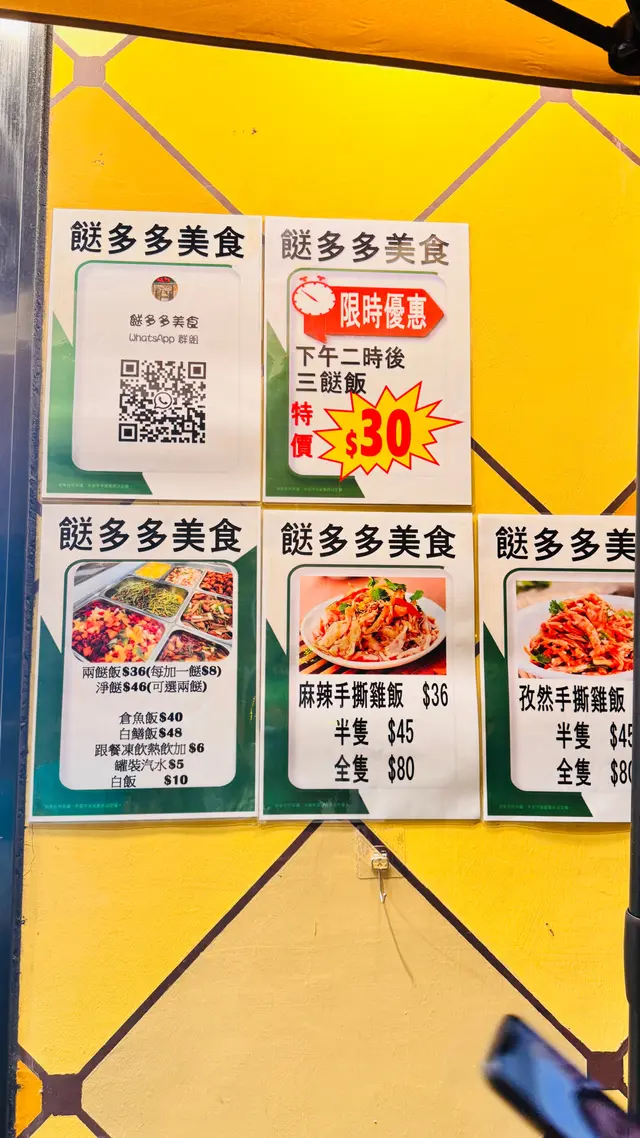 餸多多美食
餸多多美食
WhatsApp 群組
餸多多美食
限時優惠
下午二時後
三餸飯
特價
$30
餸多多美食
兩餸飯$36(每加一餸$8)
淨餸$46(可選兩餸)
倉魚飯$40
白鱔飯$48
跟餐凍飲熱飲加$6
罐裝汽水$5
白飯 $10
餸多多美食
麻辣手撕雞飯 $36
半隻 $45
全隻 $80
餸多多美
孜然手撕雞飯
半隻 $45
全隻 $80